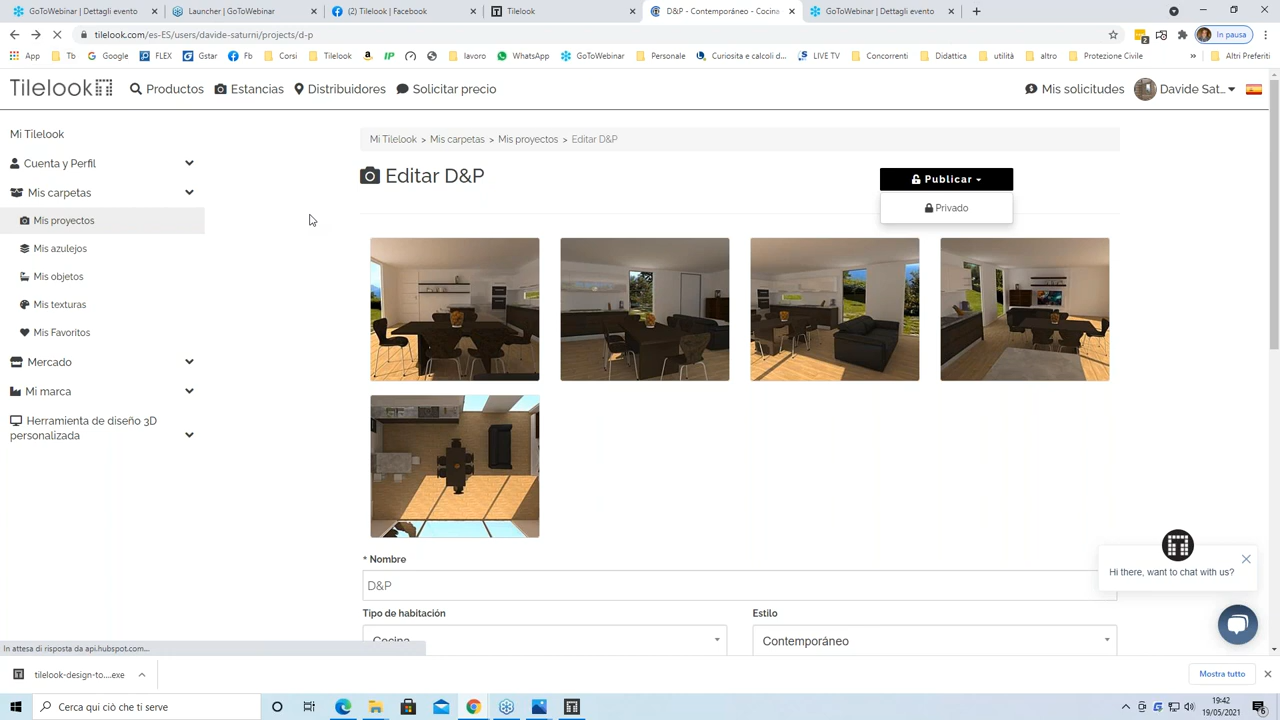 GoToWebinar | Dettagli evento
Launcher | GoToWebinar
(2) Tilelook | Facebook
Tilelook
D&P - Contemporáneo - Cocina
GoToWebinar | Dettagli evento
tilelook.com/es-ES/users/davide-saturni/projects/d-p
2
In pausa
App
Tb
Google
FLEX
Gstar
Fb
Corsi
Tilelook
IP
lavoro
WhatsApp
GoToWebinar
Personale
Curiosita e calcoli d...
LIVE TV
Concorrenti
Didattica
utilità
altro
Protezione Civile
»
Altri Preferiti
Tilelook
Productos
Estancias
Distribuidores
Solicitar precio
Mis solicitudes
Davide Sat...
Mi Tilelook
Cuenta y Perfil
Mis carpetas
Mis proyectos
Mis azulejos
Mis objetos
Mis texturas
Mis Favoritos
Mercado
Mi marca
Herramienta de diseño 3D
personalizada
Mi Tilelook > Mis carpetas > Mis proyectos > Editar D&P
Editar D&P
Publicar
Privado
* Nombre
D&P
Tipo de habitación
Estilo
Cocina
Contemporáneo
Hi there, want to chat with us?
In attesa di risposta da api.hubspot.com...
tilelook-design-to....exe
Mostra tutto
Cerca qui ciò che ti serve
19:42
19/05/2021